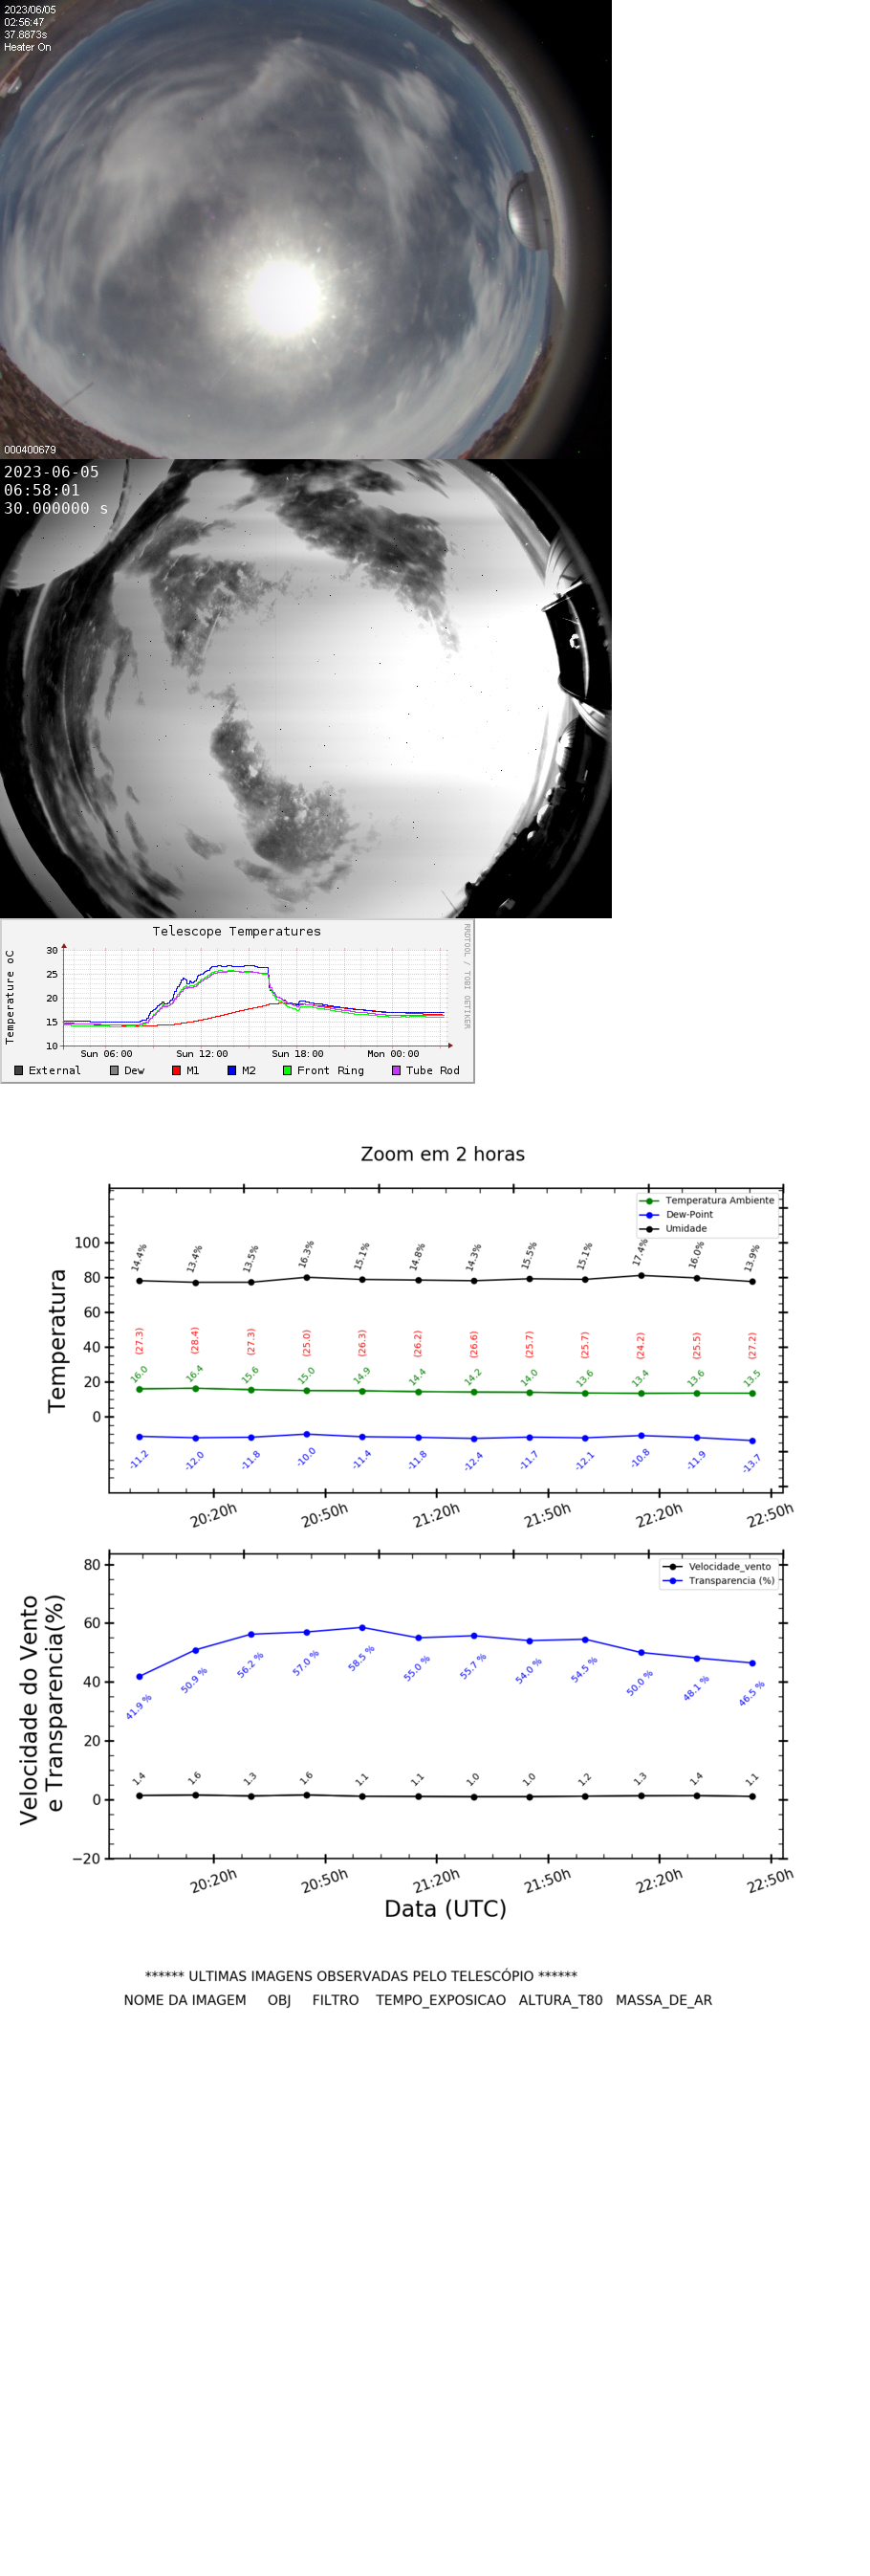 2023/06/05
02:56:47
37.8873s
Heater On
000400679
2023-06-05
06:58:01
30.000000 s
Telescope Temperatures
RRDTOOL / TOBI OETIKER
Temperature oC
30
25
20
15
10
Sun 06:00 Sun 12:00 Sun 18:00 Mon 00:00
External Dew M1 M2 Front Ring Tube Rod
Zoom em 2 horas
Temperatura Ambiente
Dew-Point
Umidade
Temperatura
100
80
60
40
20
0
14.4% 13.4% 13.5% 16.3% 15.1% 14.8% 14.3% 15.5% 15.1% 17.4% 16.0% 13.9%
(27.3) (28.4) (27.3) (25.0) (26.3) (26.2) (26.6) (25.7) (25.7) (24.2) (25.5) (27.2)
16.0 16.4 15.6 15.0 14.9 14.4 14.2 14.0 13.6 13.4 13.6 13.5
-11.2 -12.0 -11.8 -10.0 -11.4 -11.8 -12.4 -11.7 -12.1 -10.8 -11.9 -13.7
20:20h 20:50h 21:20h 21:50h 22:20h 22:50h
Velocidade_vento
Transparencia (%)
Velocidade do Vento
e Transparencia(%)
80
60
40
20
0
−20
41.9 % 50.9 % 56.2 % 57.0 % 58.5 % 55.0 % 55.7 % 54.0 % 54.5 % 50.0 % 48.1 % 46.5 %
1.4 1.6 1.3 1.6 1.1 1.1 1.0 1.0 1.2 1.3 1.4 1.1
20:20h 20:50h 21:20h 21:50h 22:20h 22:50h
Data (UTC)
****** ULTIMAS IMAGENS OBSERVADAS PELO TELESCÓPIO ******
NOME DA IMAGEM OBJ FILTRO TEMPO_EXPOSICAO ALTURA_T80 MASSA_DE_AR